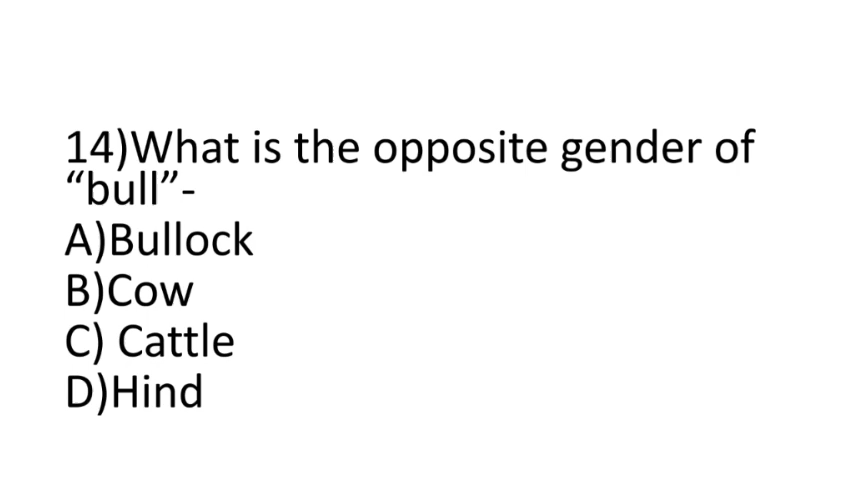 14)What is the opposite gender of
“bull”-
A)Bullock
B)Cow
C) Cattle
D)Hind